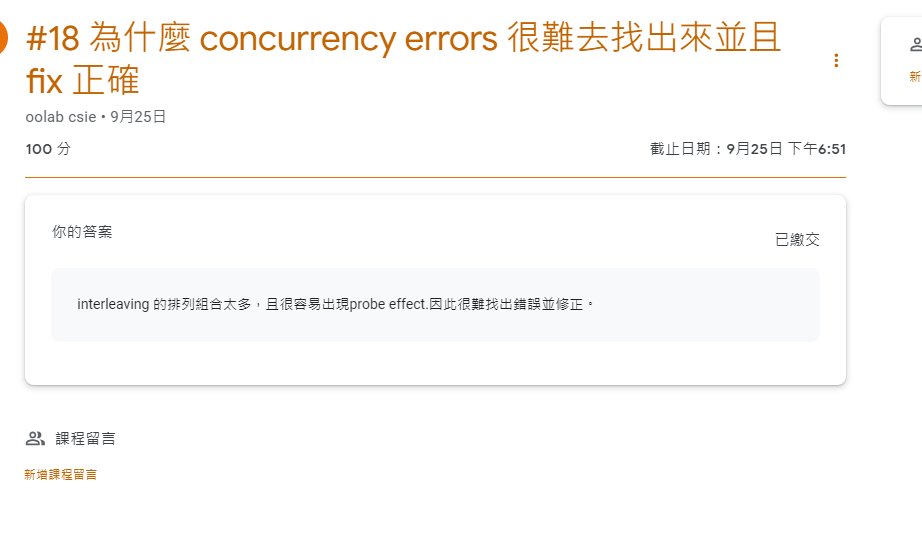 #18 為什麼 concurrency errors 很難去找出來並且
fix 正確
oolab csie • 9月25日
100 分
截止日期：9月25日 下午6:51
你的答案
已繳交
interleaving 的排列組合太多，且很容易出現probe effect.因此很難找出錯誤並修正。
課程留言
新增課程留言
新